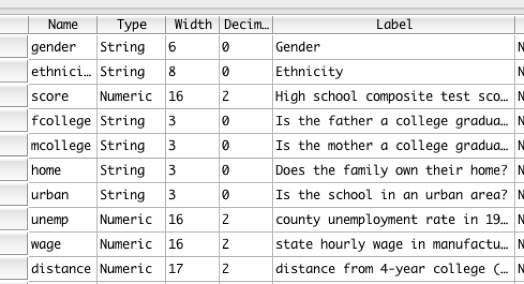 Name Type Width Decim… Label
gender String 6 0 Gender N
ethnici… String 8 0 Ethnicity N
score Numeric 16 2 High school composite test sco… N
fcollege String 3 0 Is the father a college gradua… N
mcollege String 3 0 Is the mother a college gradua… N
home String 3 0 Does the family own their home? N
urban String 3 0 Is the school in an urban area? N
unemp Numeric 16 2 county unemployment rate in 19… N
wage Numeric 16 2 state hourly wage in manufactu… N
distance Numeric 17 2 distance from 4-year college (… N